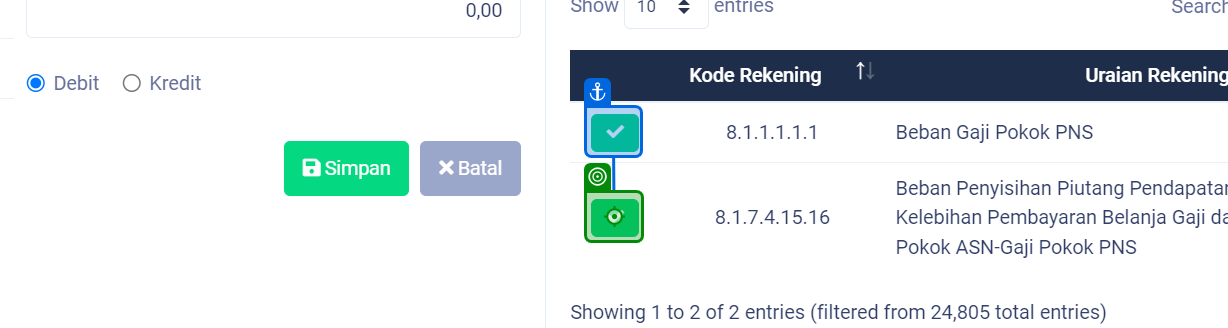 0,00
Debit Kredit
Simpan Batal
Show 10 entries
Search
Kode Rekening Uraian Rekening
8.1.1.1.1.1 Beban Gaji Pokok PNS
Beban Penyisihan Piutang Pendapatan
8.1.7.4.15.16 Kelebihan Pembayaran Belanja Gaji da
Pokok ASN-Gaji Pokok PNS
Showing 1 to 2 of 2 entries (filtered from 24,805 total entries)